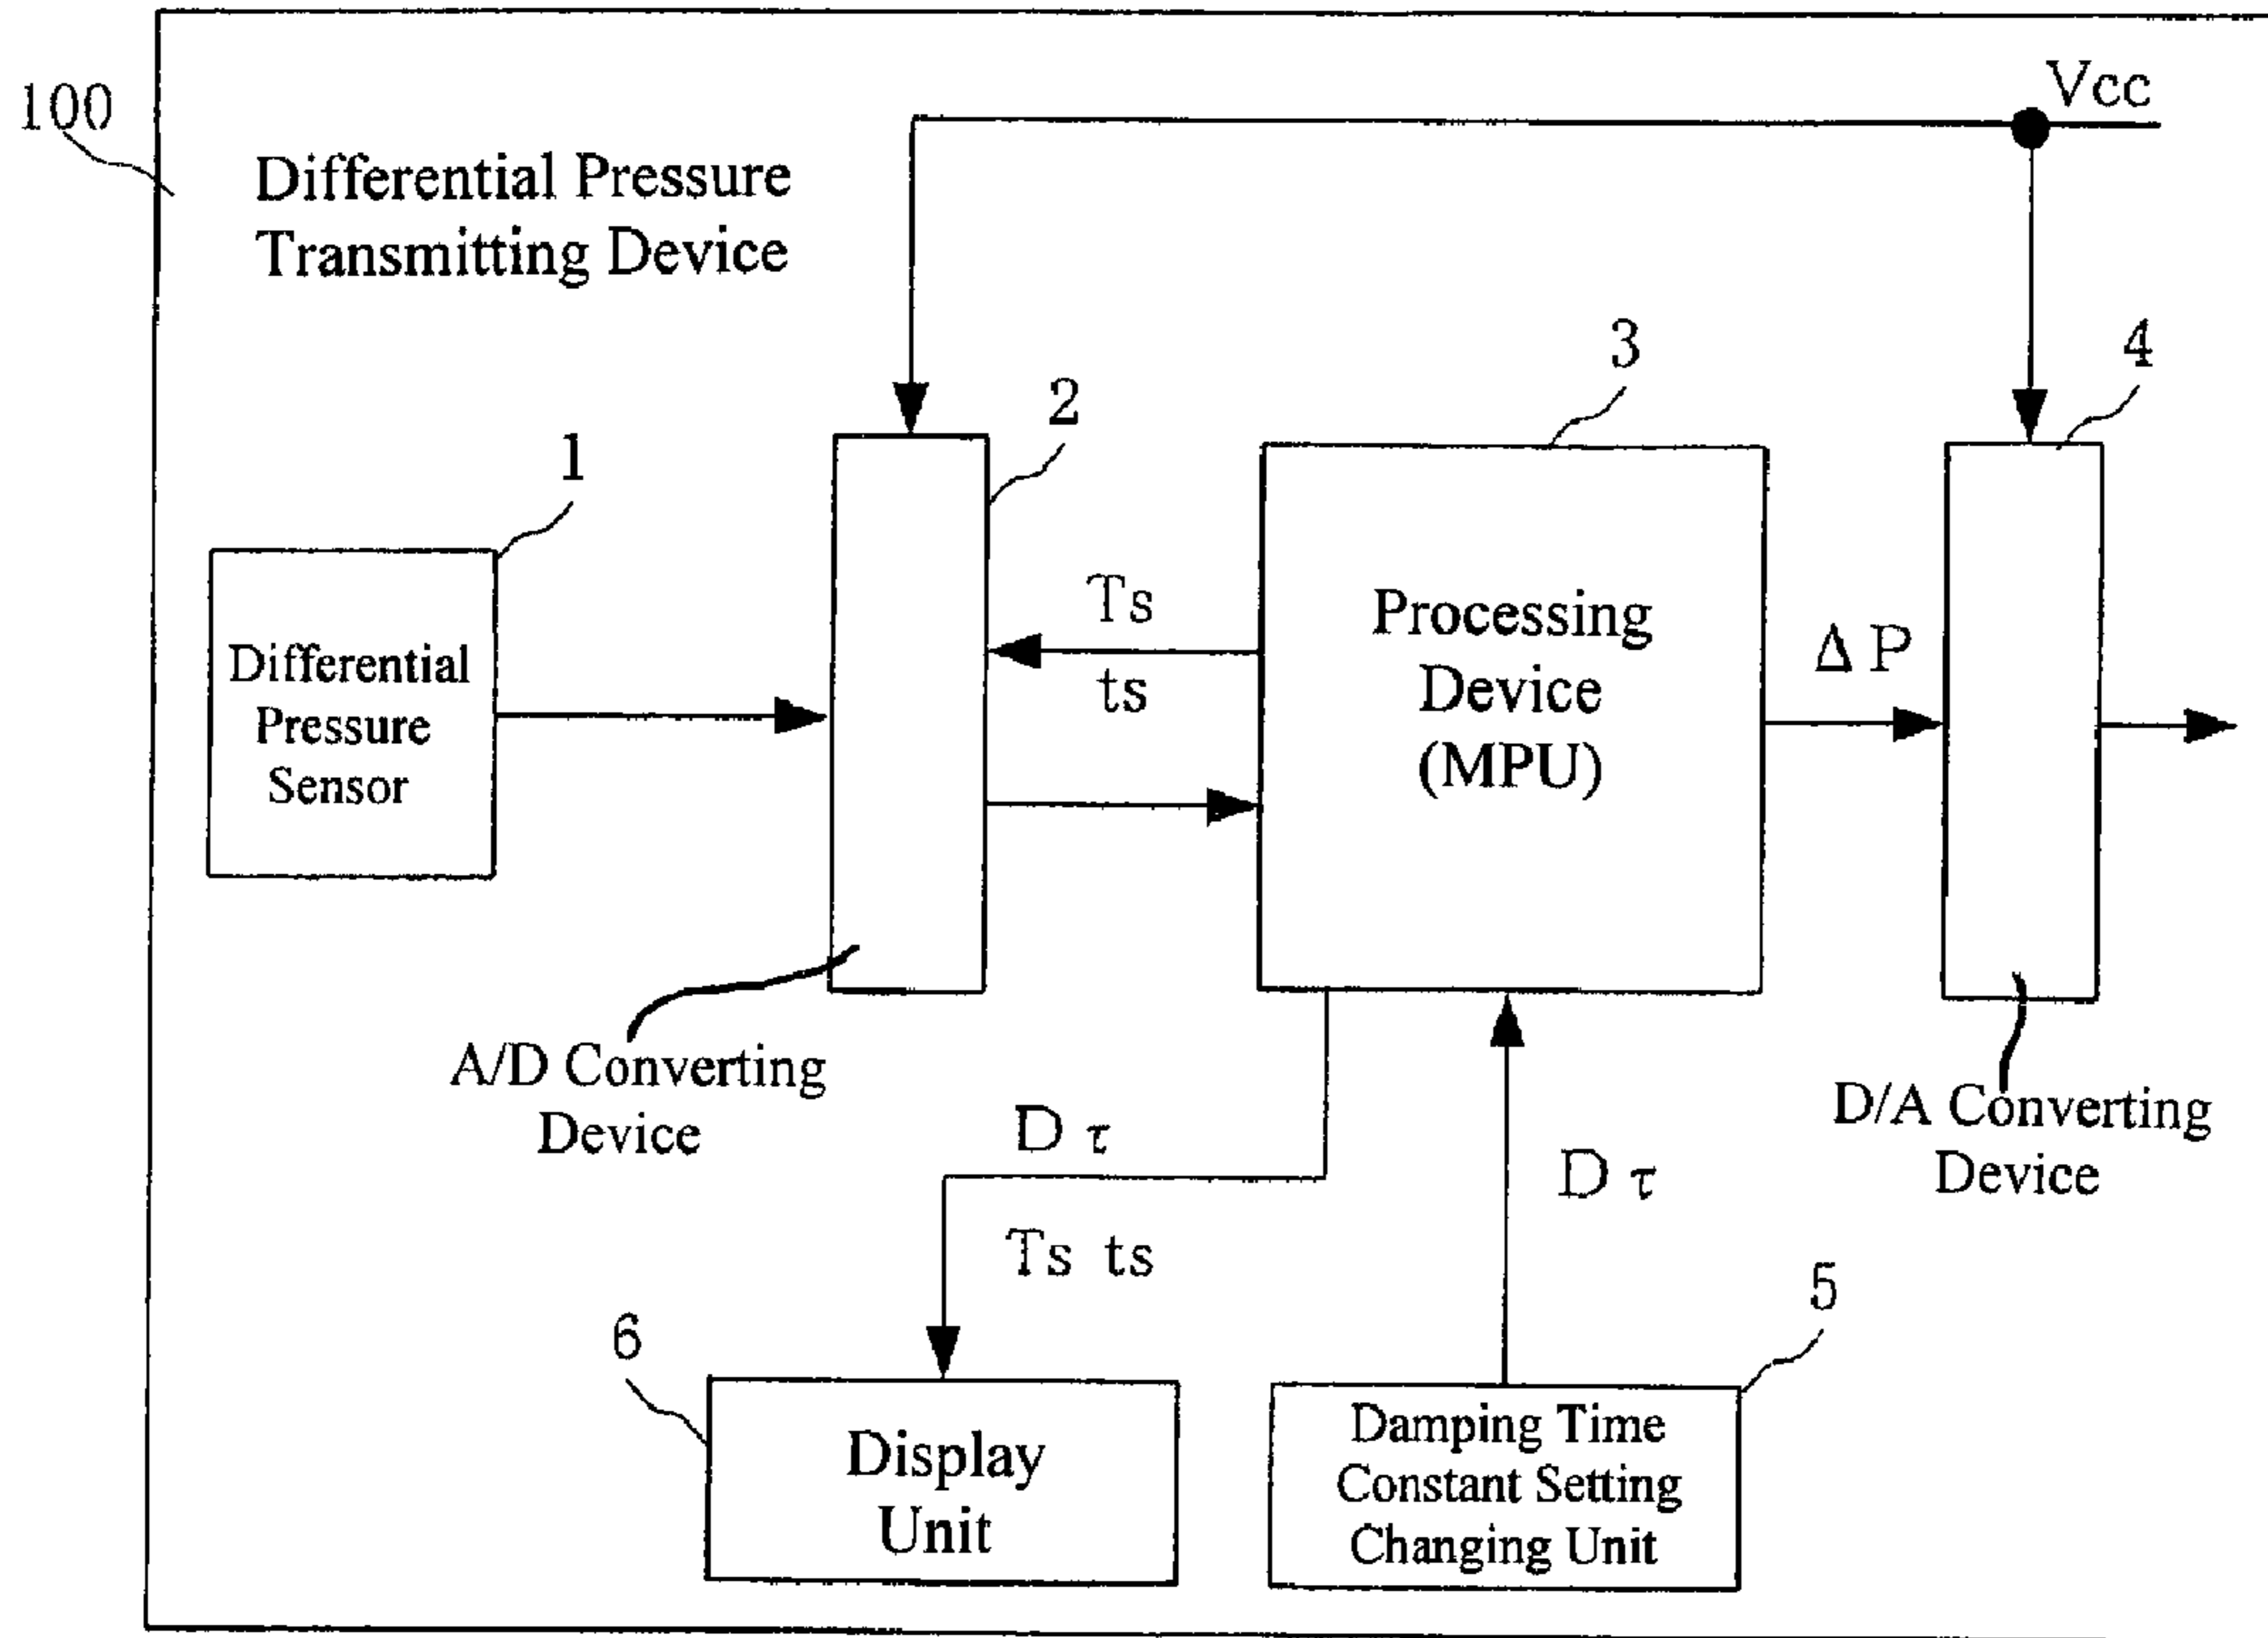 100
Vcc
Differential Pressure
Transmitting Device
3
4
2
1
Ts
ts
Processing
Device
(MPU)
ΔP
Differential
Pressure
Sensor
A/D Converting
Device
D/A Converting
Device
Dτ
Dτ
Ts ts
5
6
Display
Unit
Damping Time
Constant Setting
Changing Unit